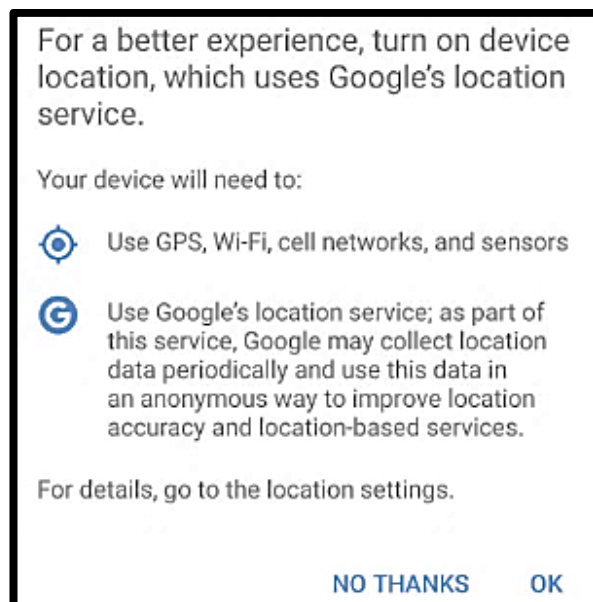 For a better experience, turn on device
location, which uses Google's location
service.
Your device will need to:
Use GPS, Wi-Fi, cell networks, and sensors
G
Use Google's location service; as part of
this service, Google may collect location
data periodically and use this data in
an anonymous way to improve location
accuracy and location-based services.
For details, go to the location settings.
NO THANKS OK